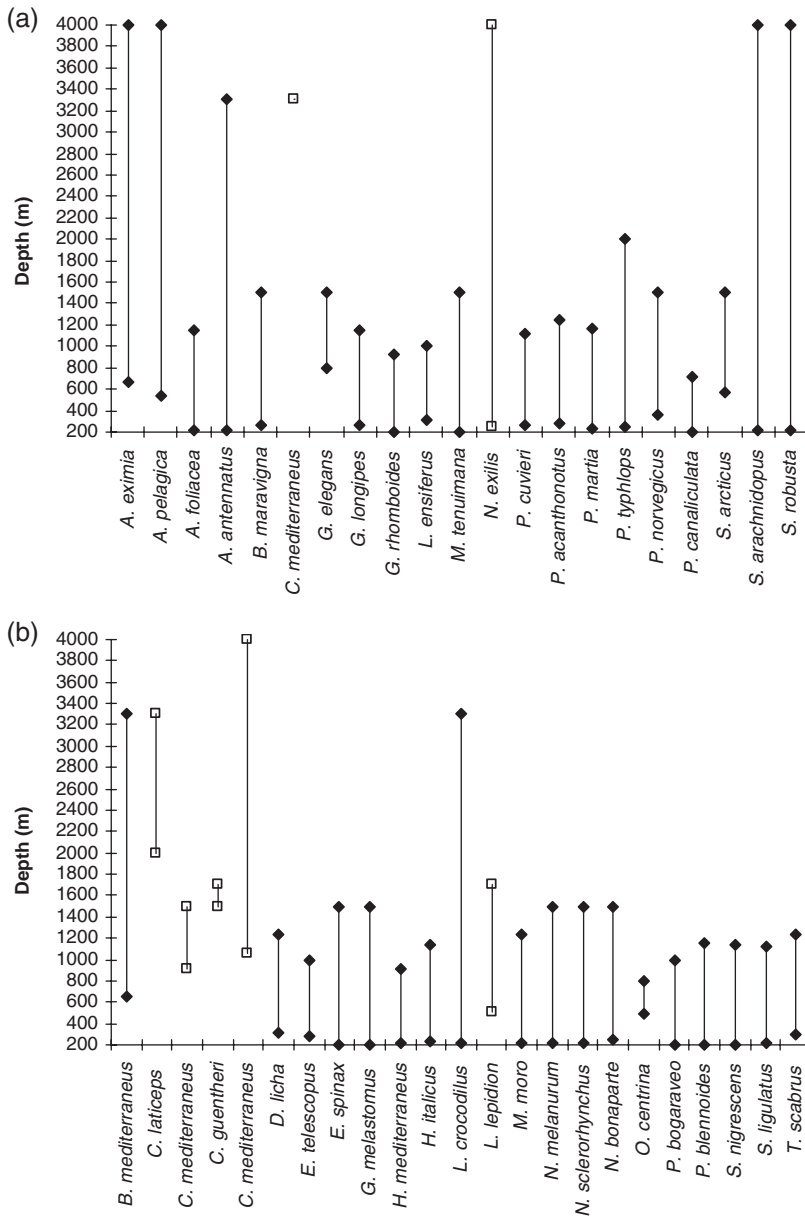 (a)
4000
3800
3600
3400
3200
3000
2800
2600
2400
2200
2000
1800
1600
1400
1200
1000
800
600
400
200
Depth (m)
A. eximia
A. pelagica
A. foliacea
A. antennatus
B. maravigna
C. mediterraneus
G. elegans
G. longipes
G. rhomboides
L. ensiferus
M. tenuimana
N. exilis
P. cuvieri
P. acanthonotus
P. martia
P. typhlops
P. norvegicus
P. canaliculata
S. arcticus
S. arachnidopus
S. robusta
(b)
4000
3800
3600
3400
3200
3000
2800
2600
2400
2200
2000
1800
1600
1400
1200
1000
800
600
400
200
Depth (m)
B. mediterraneus
C. laticeps
C. mediterraneus
C. guentheri
C. mediterraneus
D. licha
E. telescopus
E. spinax
G. melastomus
H. mediterraneus
H. italicus
L. crocodilus
L. lepidion
M. moro
N. melanurum
N. sclerorhynchus
N. bonaparte
O. centrina
P. bogaraveo
P. blennoides
S. nigrescens
S. ligulatus
T. scabrus